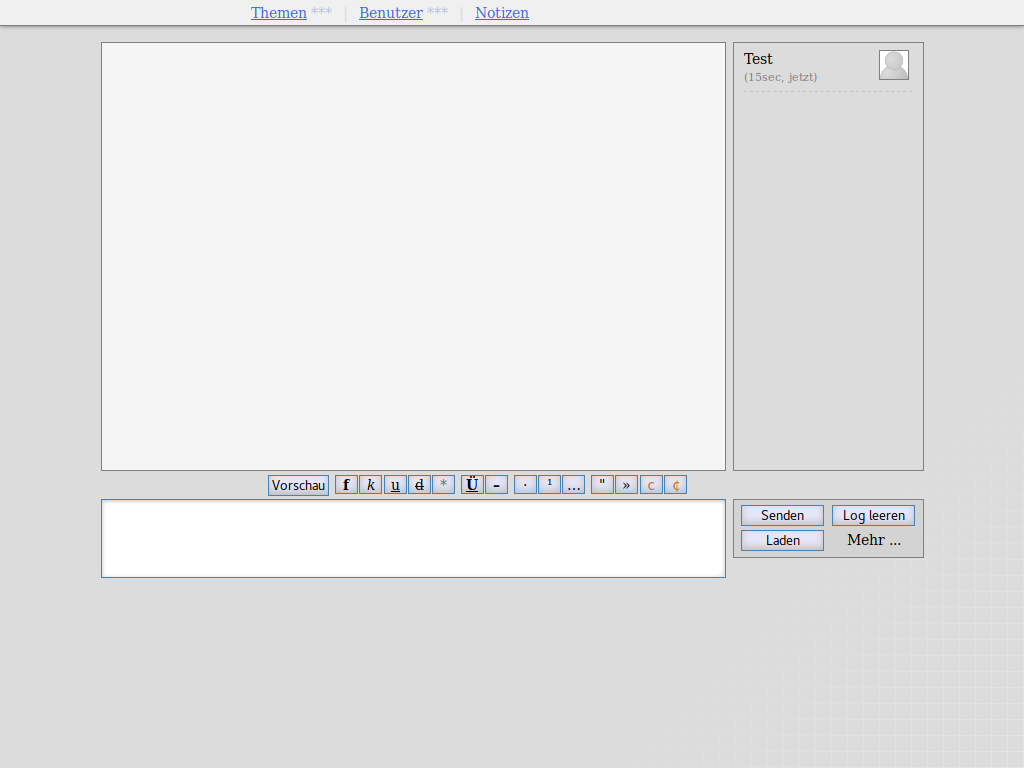 Themen *** | Benutzer *** | Notizen
Test
(15sec, jetzt)
Vorschau f k u d * Ü – · ¹ ... " » c ¢
Senden Log leeren
Laden Mehr ...